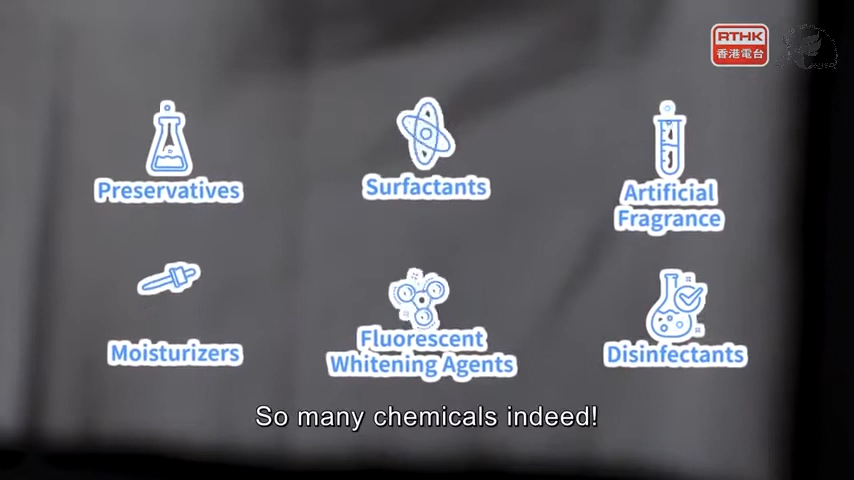 RTHK
香港電台
Preservatives
Surfactants
Artificial
Fragrance
Moisturizers
Fluorescent
Whitening Agents
Disinfectants
So many chemicals indeed!